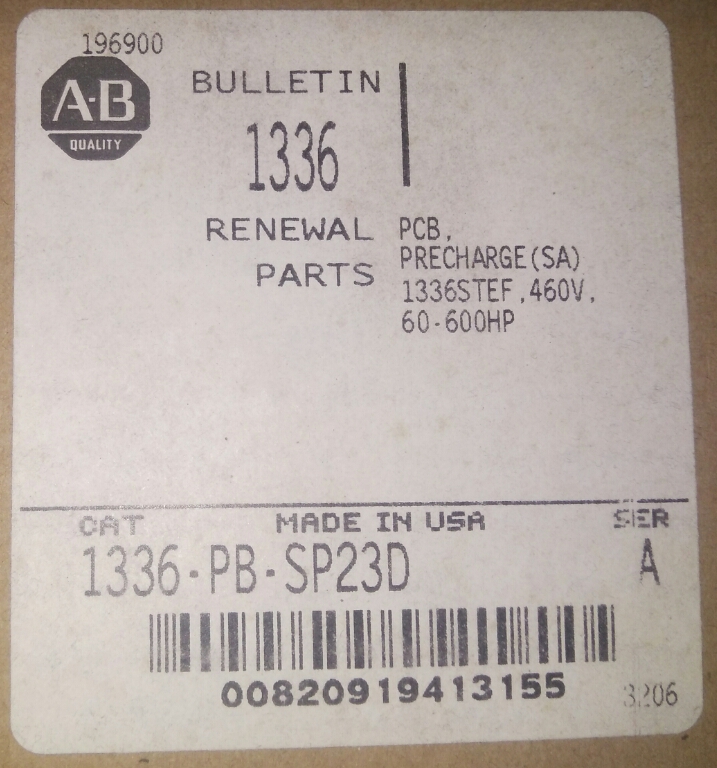 196900
A-B
QUALITY
BULLETIN
1336
RENEWAL
PARTS
PCB,
PRECHARGE(SA)
1336STEF,460V,
60-600HP
CAT MADE IN USA SER
1336-PB-SP23D A
00820919413155
3206